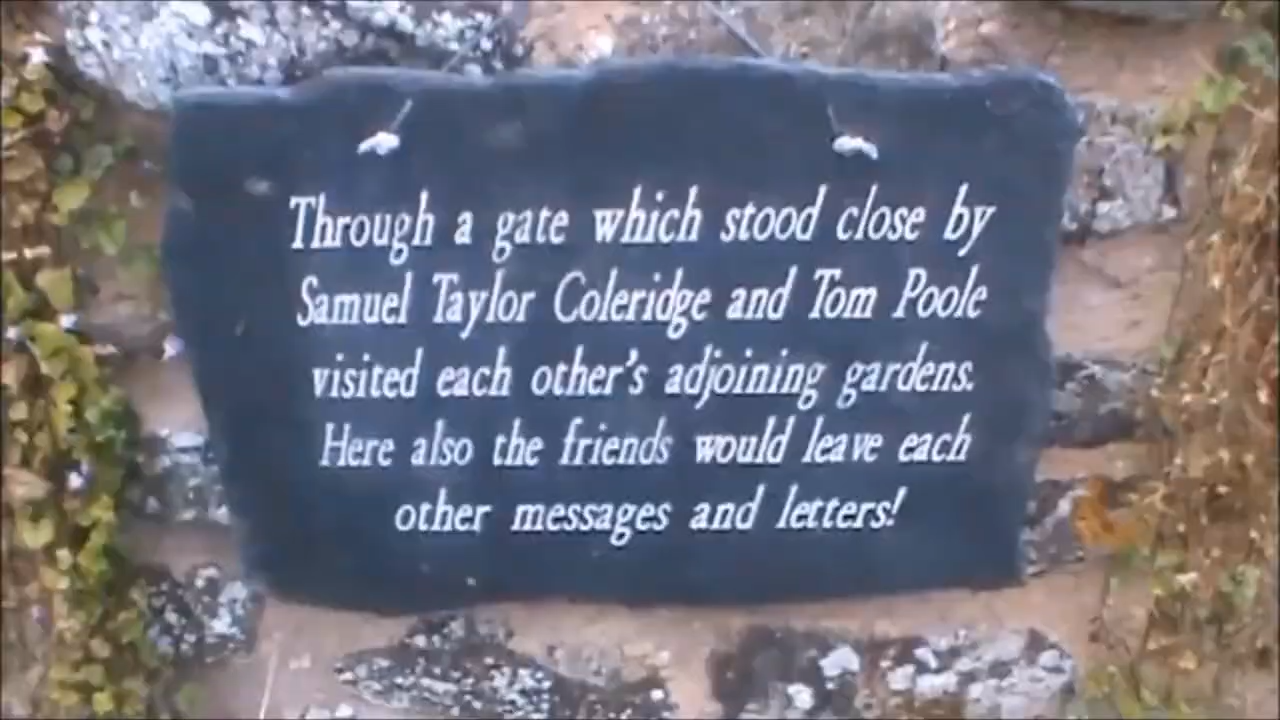 Through a gate which stood close by
Samuel Taylor Coleridge and Tom Poole
visited each other's adjoining gardens.
Here also the friends would leave each
other messages and letters!